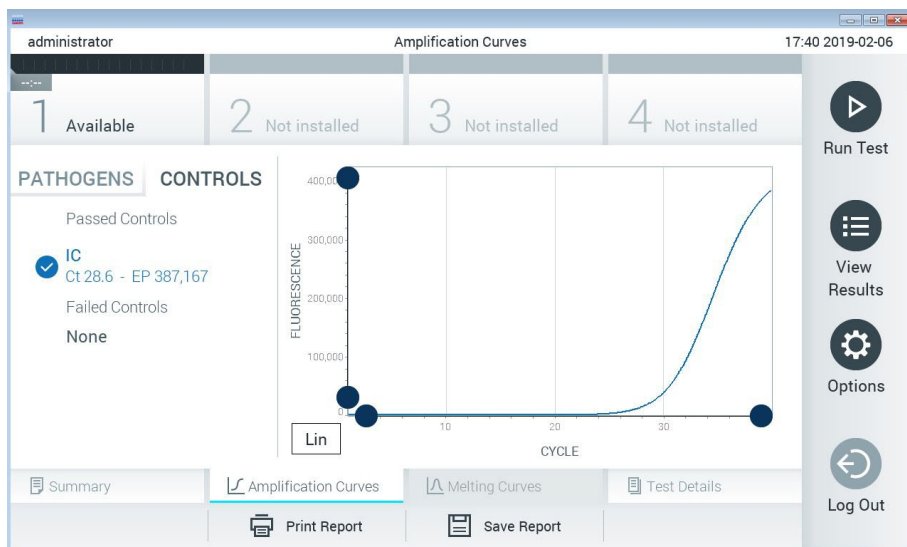 administrator
Amplification Curves
17:40 2019-02-06
--:--
1 Available
2 Not installed
3 Not installed
4 Not installed
Run Test
PATHOGENS CONTROLS
Passed Controls
IC
Ct 28.6 - EP 387,167
Failed Controls
None
FLUORESCENCE
300,000
200,000
100,000
0
10 20 30
CYCLE
Lin
View
Results
Options
Log Out
Summary
Amplification Curves
Melting Curves
Test Details
Print Report
Save Report